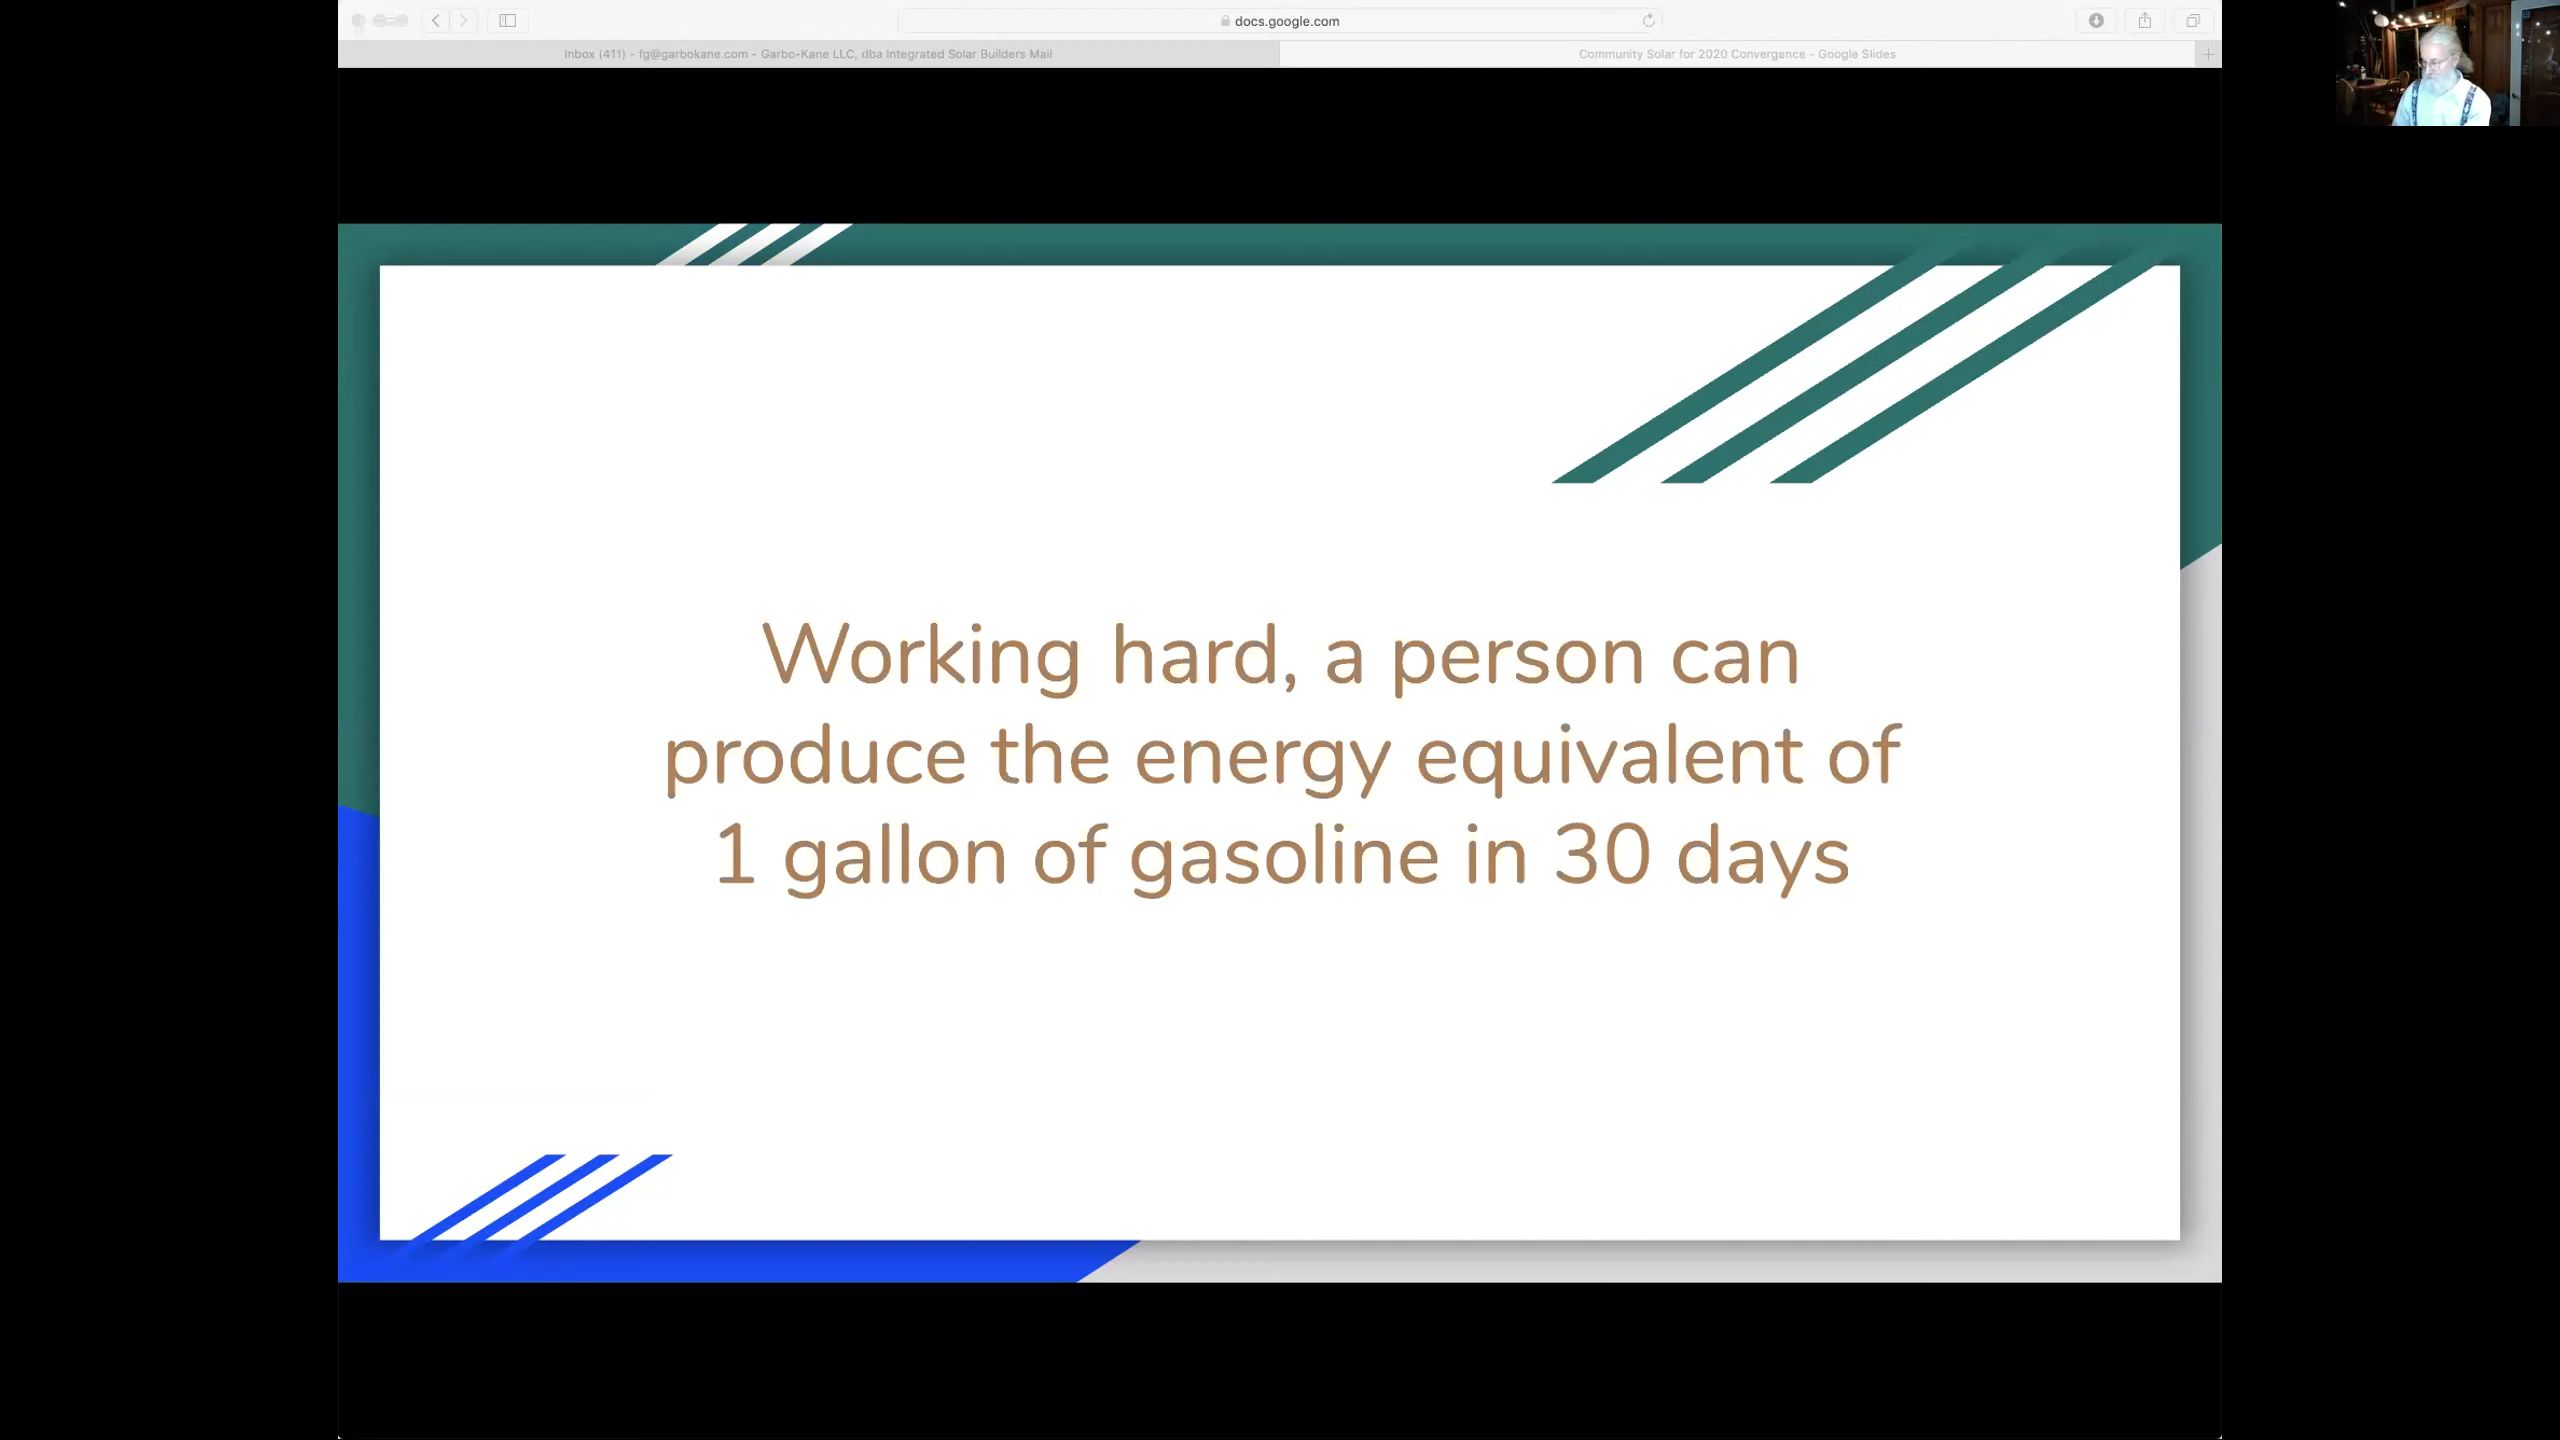 docs.google.com
Inbox (411) - fg@garbokane.com - Garbo-Kane LLC, dba Integrated Solar Builders Mail
Community Solar for 2020 Convergence - Google Slides
Working hard, a person can
produce the energy equivalent of
1 gallon of gasoline in 30 days